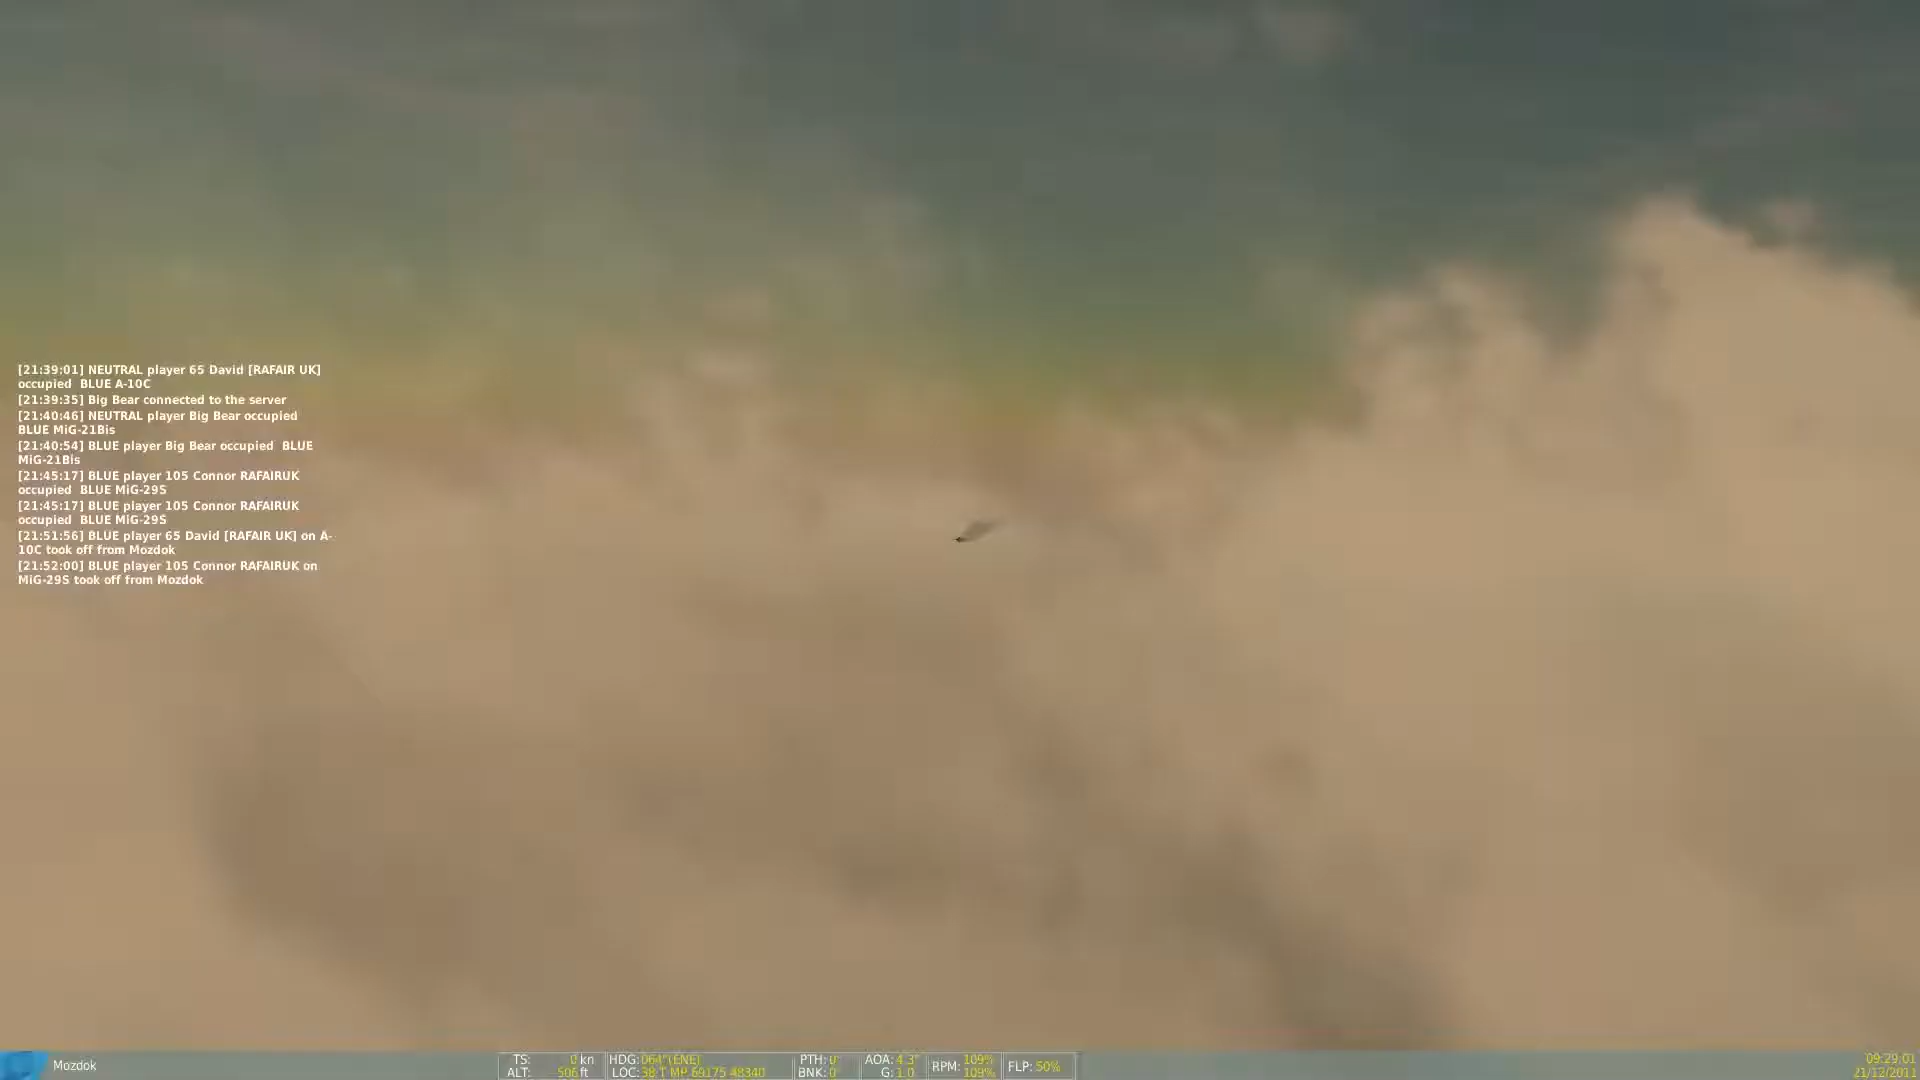 [21:39:01] NEUTRAL player 65 David [RAFAIR UK]
occupied  BLUE A-10C
[21:39:35] Big Bear connected to the server
[21:40:46] NEUTRAL player Big Bear occupied
BLUE MiG-21Bis
[21:40:54] BLUE player Big Bear occupied  BLUE
MiG-21Bis
[21:45:17] BLUE player 105 Connor RAFAIRUK
occupied  BLUE MiG-29S
[21:45:17] BLUE player 105 Connor RAFAIRUK
occupied  BLUE MiG-29S
[21:51:56] BLUE player 65 David [RAFAIR UK] on A-
10C took off from Mozdok
[21:52:00] BLUE player 105 Connor RAFAIRUK on
MiG-29S took off from Mozdok
Mozdok
TS: 0 kn HDG: 064°(ENE) PTH: 0° AOA: 4.3° RPM: 109% FLP: 50% 09:29:01
ALT: 506 ft LOC: 38 T MP 69175 48340 BNK: 0° G: 1.0 109% 21/12/2011